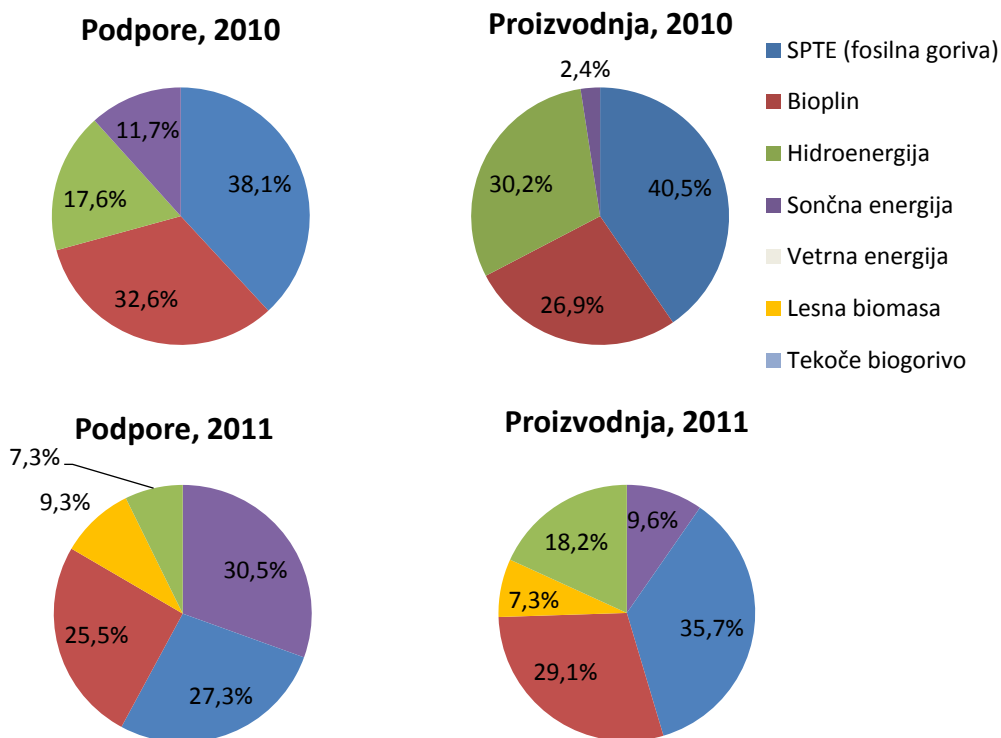 Podpore, 2010
11,7%
38,1%
17,6%
32,6%
Proizvodnja, 2010
2,4%
30,2%
40,5%
26,9%
SPTE (fosilna goriva)
Bioplin
Hidroenergija
Sončna energija
Vetrna energija
Lesna biomasa
Tekoče biogorivo
Podpore, 2011
7,3%
9,3%
30,5%
25,5%
27,3%
Proizvodnja, 2011
9,6%
18,2%
7,3%
35,7%
29,1%